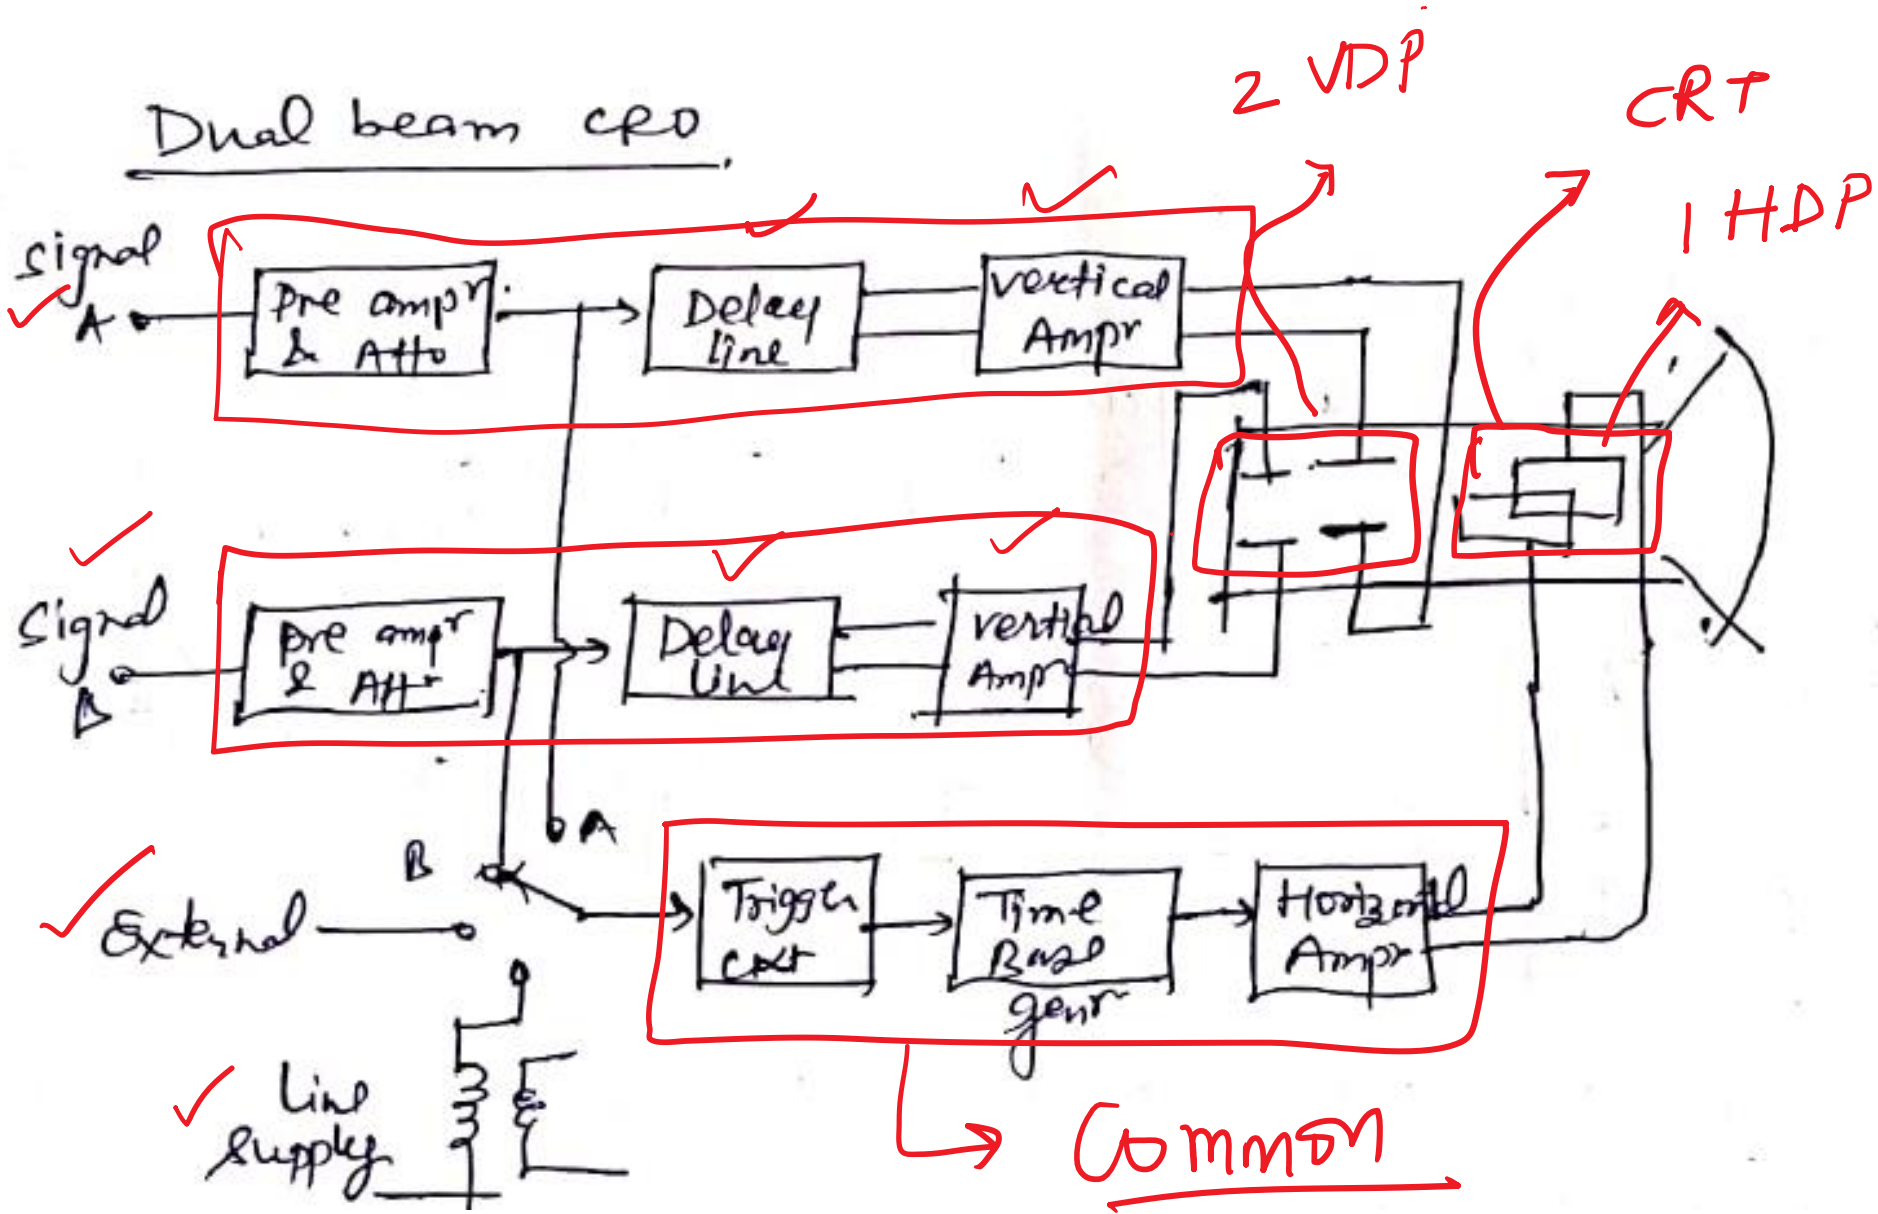 2 VDP
CRT
1 HDP
Dual beam CRO
Signal
A
Pre ampr.
& Atto
Delay
line
Vertical
Ampr
Signal
B
Pre ampr
& Attr
Delay
Line
Vertical
Ampr
A
B
External
Trigger
CKt
Time
Base
genr
Horizontal
Ampr
Line
Supply
Common